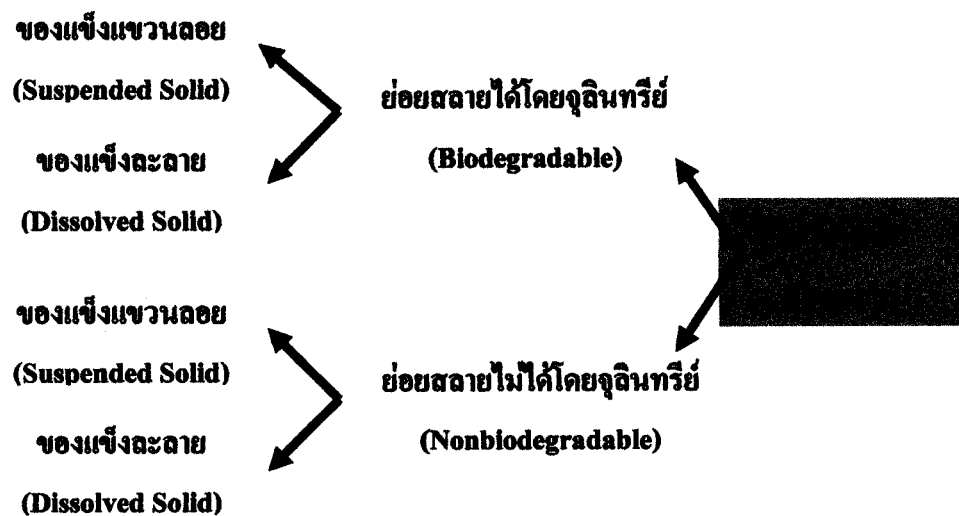 ของแข็งแขวนลอย
(Suspended Solid)
ของแข็งละลาย
(Dissolved Solid)
ย่อยสลายได้โดยจุลินทรีย์
(Biodegradable)
ของแข็งแขวนลอย
(Suspended Solid)
ของแข็งละลาย
(Dissolved Solid)
ย่อยสลายไม่ได้โดยจุลินทรีย์
(Nonbiodegradable)